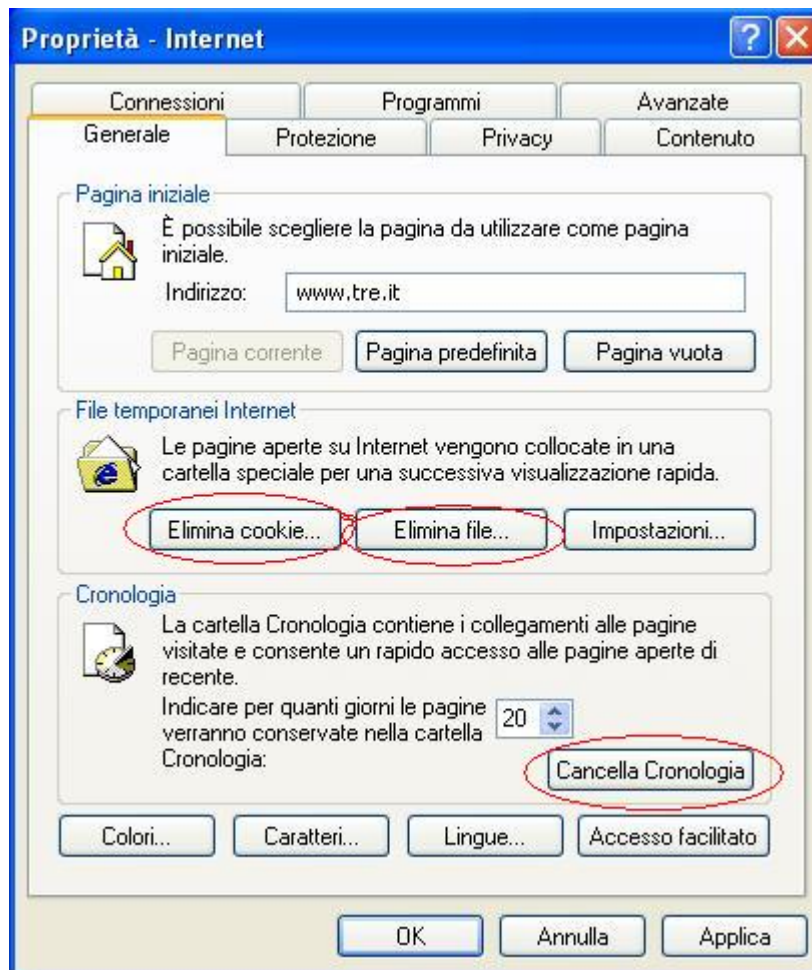 Proprietà - Internet
Connessioni Programmi Avanzate
Generale Protezione Privacy Contenuto
Pagina iniziale
È possibile scegliere la pagina da utilizzare come pagina
iniziale.
Indirizzo: www.tre.it
Pagina corrente Pagina predefinita Pagina vuota
File temporanei Internet
Le pagine aperte su Internet vengono collocate in una
cartella speciale per una successiva visualizzazione rapida.
Elimina cookie... Elimina file... Impostazioni...
Cronologia
La cartella Cronologia contiene i collegamenti alle pagine
visitate e consente un rapido accesso alle pagine aperte di
recente.
Indicare per quanti giorni le pagine 20
verranno conservate nella cartella
Cronologia:
Cancella Cronologia
Colori... Caratteri... Lingue... Accesso facilitato
OK Annulla Applica